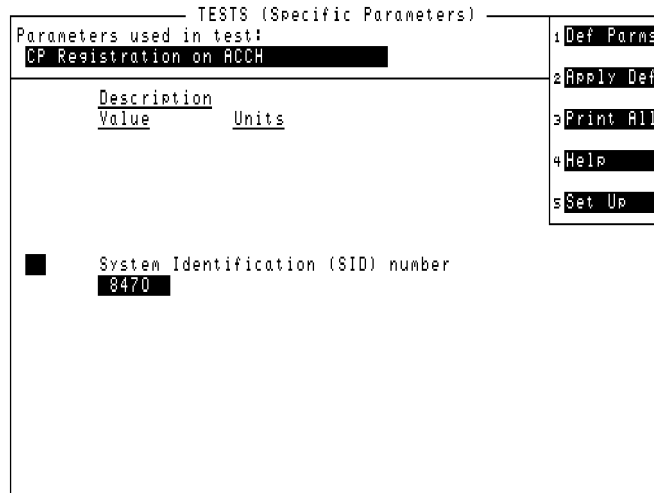 TESTS (Specific Parameters)
Parameters used in test:
CP Registration on ACCH
Description
Value Units
System Identification (SID) number
8470
1 Def Parms
2 Apply Def
3 Print All
4 Help
5 Set Up